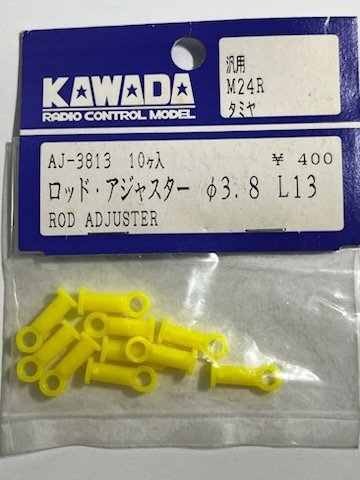 KAWADA
RADIO CONTROL MODEL
汎用
M24R
タミヤ
AJ-3813 10ヶ入 ¥ 400
ロッド・アジャスター φ3.8 L13
ROD ADJUSTER